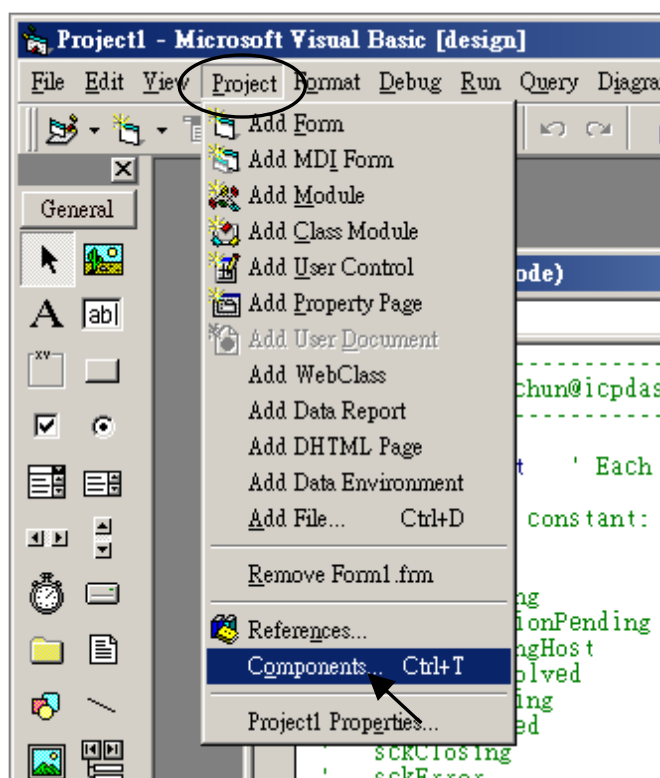 Project1 - Microsoft Visual Basic [design]
File Edit View Project Format Debug Run Query Diagra
General
A abl
xv
Add Form
Add MDI Form
Add Module
Add Class Module
Add User Control
Add Property Page
Add User Document
Add WebClass
Add Data Report
Add DHTML Page
Add Data Environment
Add File... Ctrl+D
Remove Form1.frm
References...
Components... Ctrl+T
Project1 Properties...
ode)
chun@icpdas
t ' Each
constant:
ng
ionPending
ngHost
olved
ing
ed
' sckClosing
' sckError